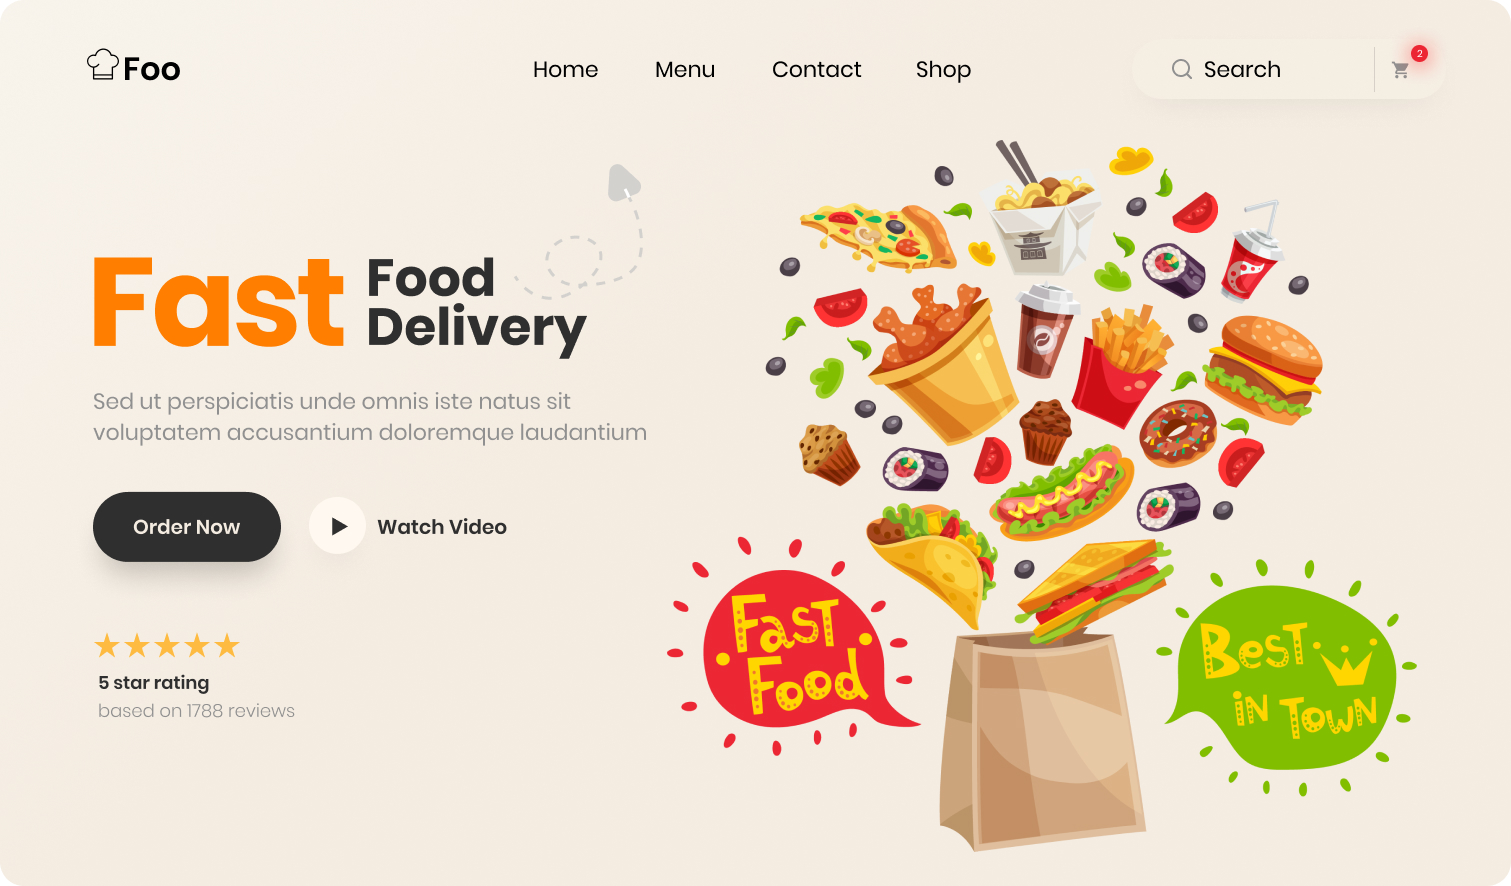 Foo
Home
Menu
Contact
Shop
Search
2
Fast
Food
Delivery
Sed ut perspiciatis unde omnis iste natus sit
voluptatem accusantium doloremque laudantium
Order Now
Watch Video
5 star rating
based on 1788 reviews
FaST
Food
BesT
iN TowN